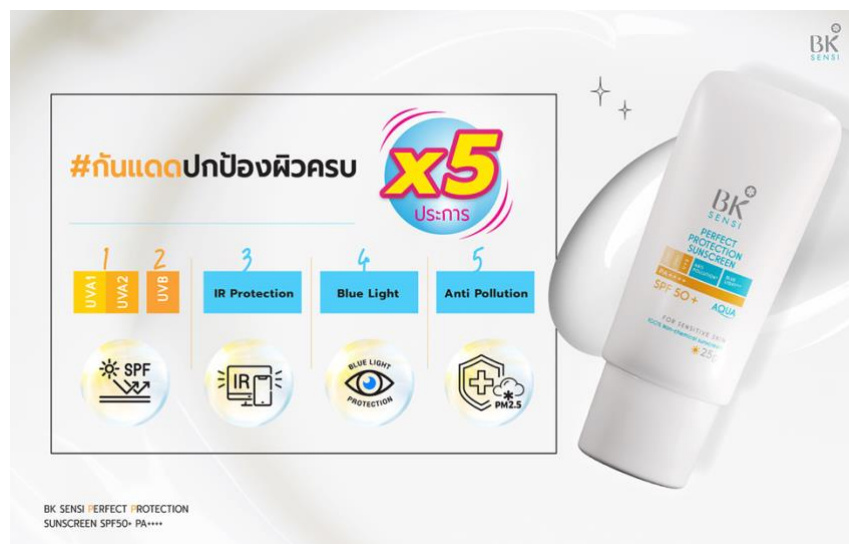 BK
SENSI
#กันแดดปกป้องผิวครบ
x5
ประการ
1 2 3 4 5
UVA1 UVA2 UVB IR Protection Blue Light Anti Pollution
SPF
IR
BLUE LIGHT
PROTECTION
PM2.5
BK
SENSI
PERFECT
PROTECTION
SUNSCREEN
PA++++
SPF 50+
AQUA
FOR SENSITIVE SKIN
25g
BK SENSI PERFECT PROTECTION
SUNSCREEN SPF50+ PA++++